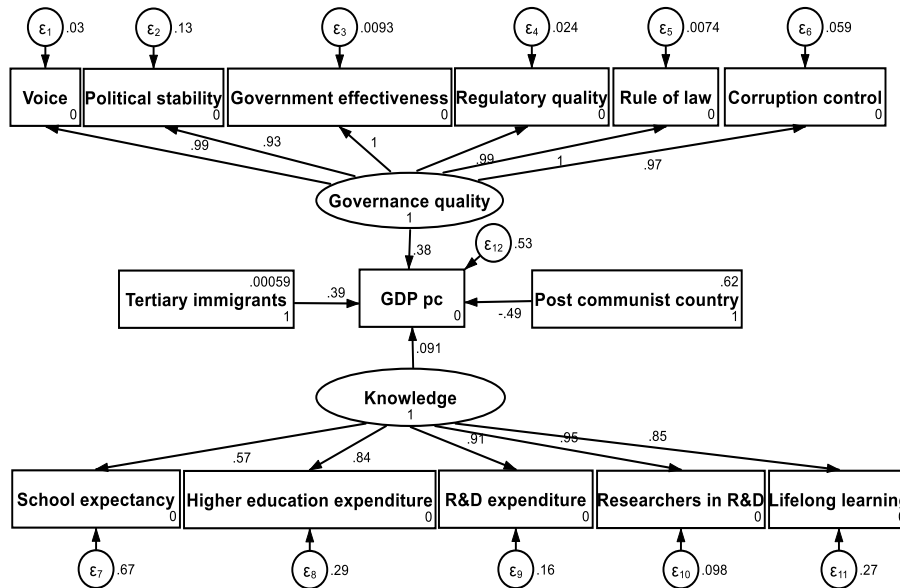 ε1 .03 ε2 .13 ε3 .0093 ε4 .024 ε5 .0074 ε6 .059
Voice 0 Political stability 0 Government effectiveness 0 Regulatory quality 0 Rule of law 0 Corruption control 0
.99 .93 1 .99 1 .97
Governance quality
1
.38 ε12 .53
.00059 .62
Tertiary immigrants .39 GDP pc Post communist country
1 0 -.49 1
.091
Knowledge
1
.57 .84 .91 .95 .85
School expectancy 0 Higher education expenditure 0 R&D expenditure 0 Researchers in R&D 0 Lifelong learning 0
ε7 .67 ε8 .29 ε9 .16 ε10 .098 ε11 .27